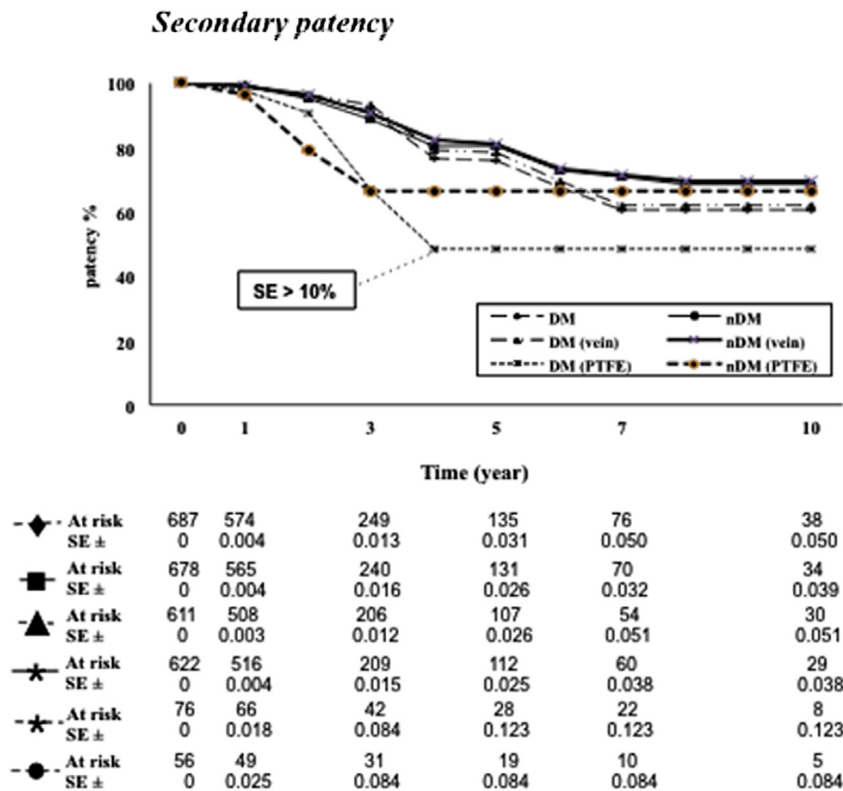 Secondary patency
100
80
60
40
20
0
patency %
SE > 10%
DM nDM
DM (vein) nDM (vein)
DM (PTFE) nDM (PTFE)
0 1 3 5 7 10
Time (year)
At risk 687 574 249 135 76 38
SE ± 0 0.004 0.013 0.031 0.050 0.050
At risk 678 565 240 131 70 34
SE ± 0 0.004 0.016 0.026 0.032 0.039
At risk 611 508 206 107 54 30
SE ± 0 0.003 0.012 0.026 0.051 0.051
At risk 622 516 209 112 60 29
SE ± 0 0.004 0.015 0.025 0.038 0.038
At risk 76 66 42 28 22 8
SE ± 0 0.018 0.084 0.123 0.123 0.123
At risk 56 49 31 19 10 5
SE ± 0 0.025 0.084 0.084 0.084 0.084